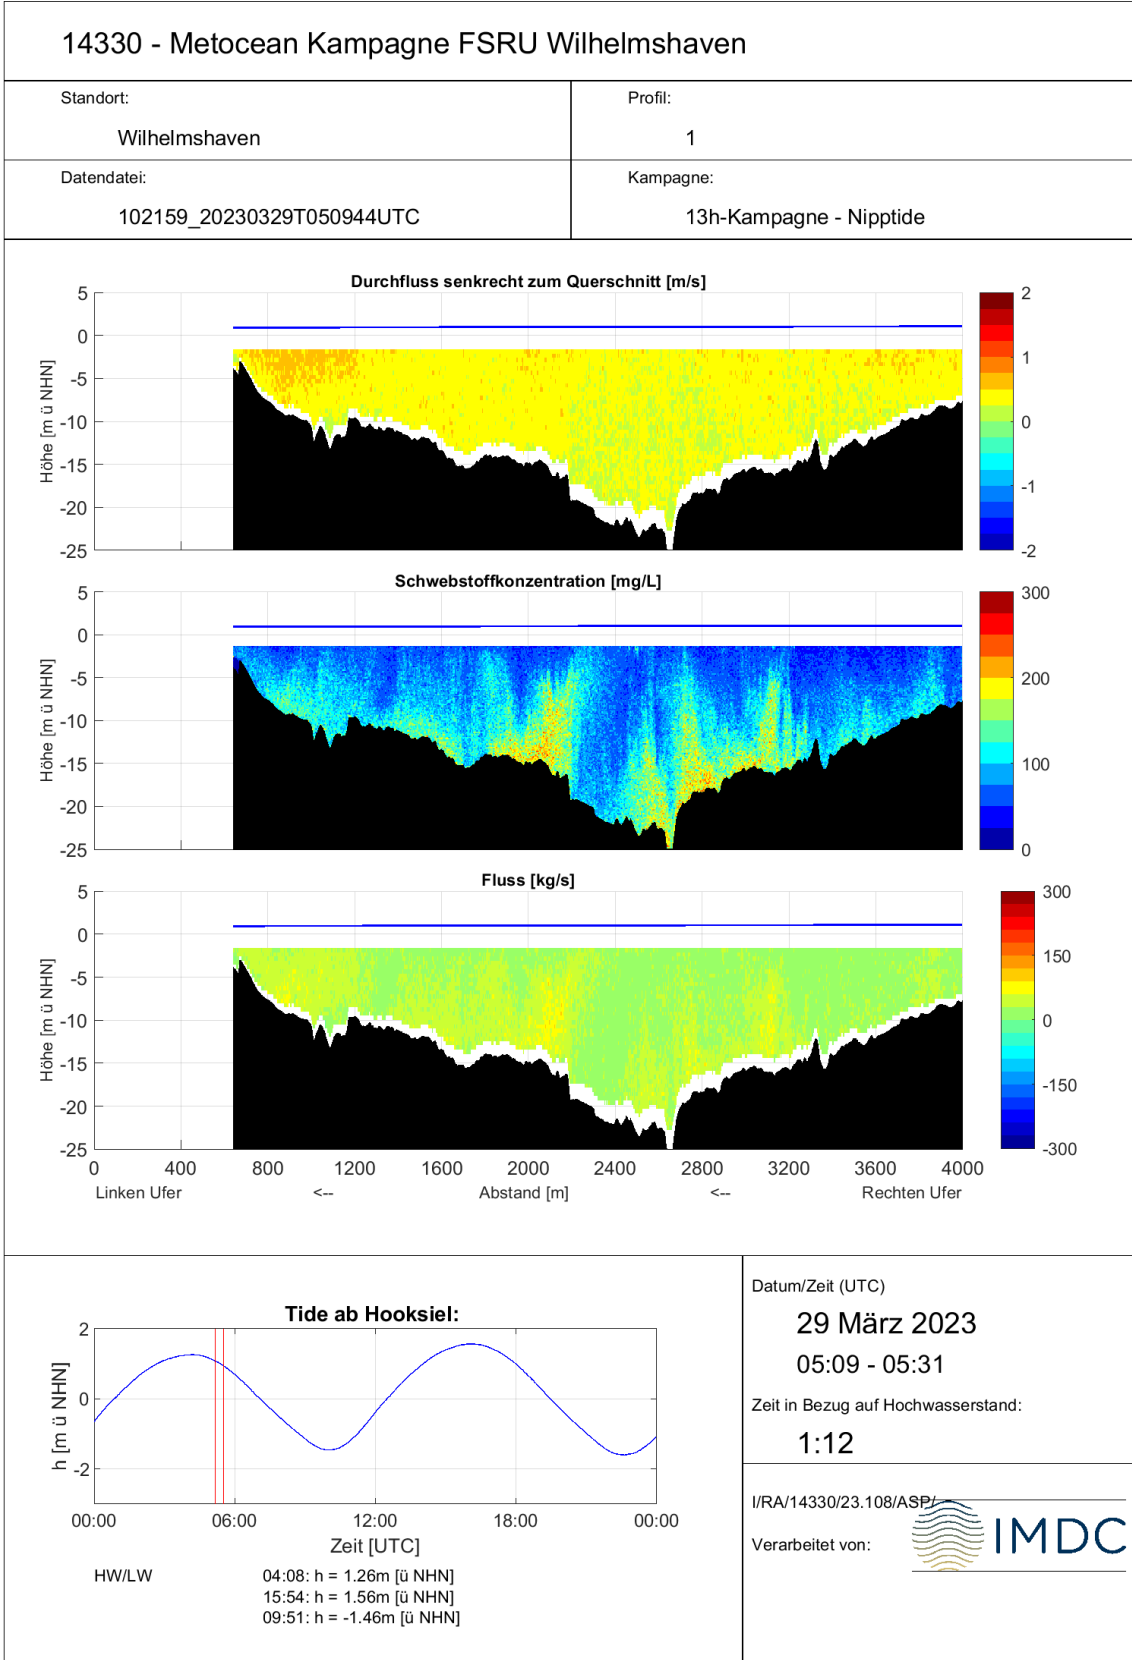 14330 - Metocean Kampagne FSRU Wilhelmshaven
Standort:
Wilhelmshaven
Profil:
1
Datendatei:
102159_20230329T050944UTC
Kampagne:
13h-Kampagne - Nipptide
Durchfluss senkrecht zum Querschnitt [m/s]
Höhe [m ü NHN]
5
0
-5
-10
-15
-20
-25
2
1
0
-1
-2
Schwebstoffkonzentration [mg/L]
Höhe [m ü NHN]
5
0
-5
-10
-15
-20
-25
300
200
100
0
Fluss [kg/s]
Höhe [m ü NHN]
5
0
-5
-10
-15
-20
-25
300
150
0
-150
-300
0 400 800 1200 1600 2000 2400 2800 3200 3600 4000
Linken Ufer <-- Abstand [m] <-- Rechten Ufer
Tide ab Hooksiel:
h [m ü NHN]
2
0
-2
00:00 06:00 12:00 18:00 00:00
Zeit [UTC]
HW/LW
04:08: h = 1.26m [ü NHN]
15:54: h = 1.56m [ü NHN]
09:51: h = -1.46m [ü NHN]
Datum/Zeit (UTC)
29 März 2023
05:09 - 05:31
Zeit in Bezug auf Hochwasserstand:
1:12
I/RA/14330/23.108/ASP/
Verarbeitet von:
IMDC